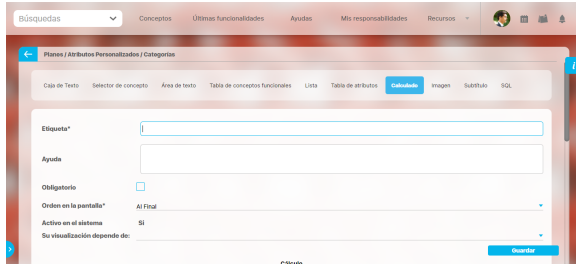 Búsquedas Conceptos Últimas funcionalidades Ayudas Mis responsabilidades Recursos
Planes / Atributos Personalizados / Categorías
Caja de Texto Selector de concepto Área de texto Tabla de conceptos funcionales Lista Tabla de atributos Calculado Imagen Subtítulo SQL
Etiqueta*
Ayuda
Obligatorio
Orden en la pantalla* Al Final
Activo en el sistema Si
Su visualización depende de:
Guardar
Cálculo